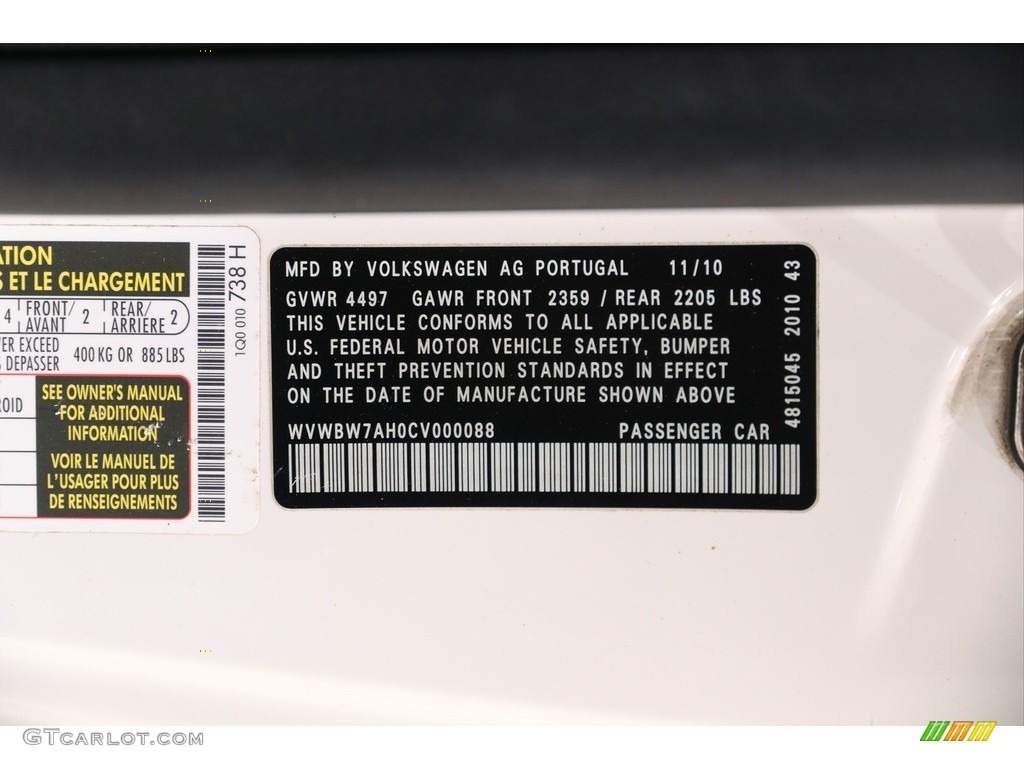 ATION
S ET LE CHARGEMENT
4 FRONT/ AVANT 2 REAR/ ARRIERE 2
VER EXCEED
DEPASSER
400 KG OR 885 LBS
ROID
SEE OWNER'S MANUAL
FOR ADDITIONAL
INFORMATION
VOIR LE MANUEL DE
L'USAGER POUR PLUS
DE RENSEIGNEMENTS
1Q0 010 738 H
MFD BY VOLKSWAGEN AG PORTUGAL 11/10
GVWR 4497 GAWR FRONT 2359 / REAR 2205 LBS
THIS VEHICLE CONFORMS TO ALL APPLICABLE
U.S. FEDERAL MOTOR VEHICLE SAFETY, BUMPER
AND THEFT PREVENTION STANDARDS IN EFFECT
ON THE DATE OF MANUFACTURE SHOWN ABOVE
WVWBW7AH0CV000088 PASSENGER CAR
4815045 2010 43
GTCARLOT.COM